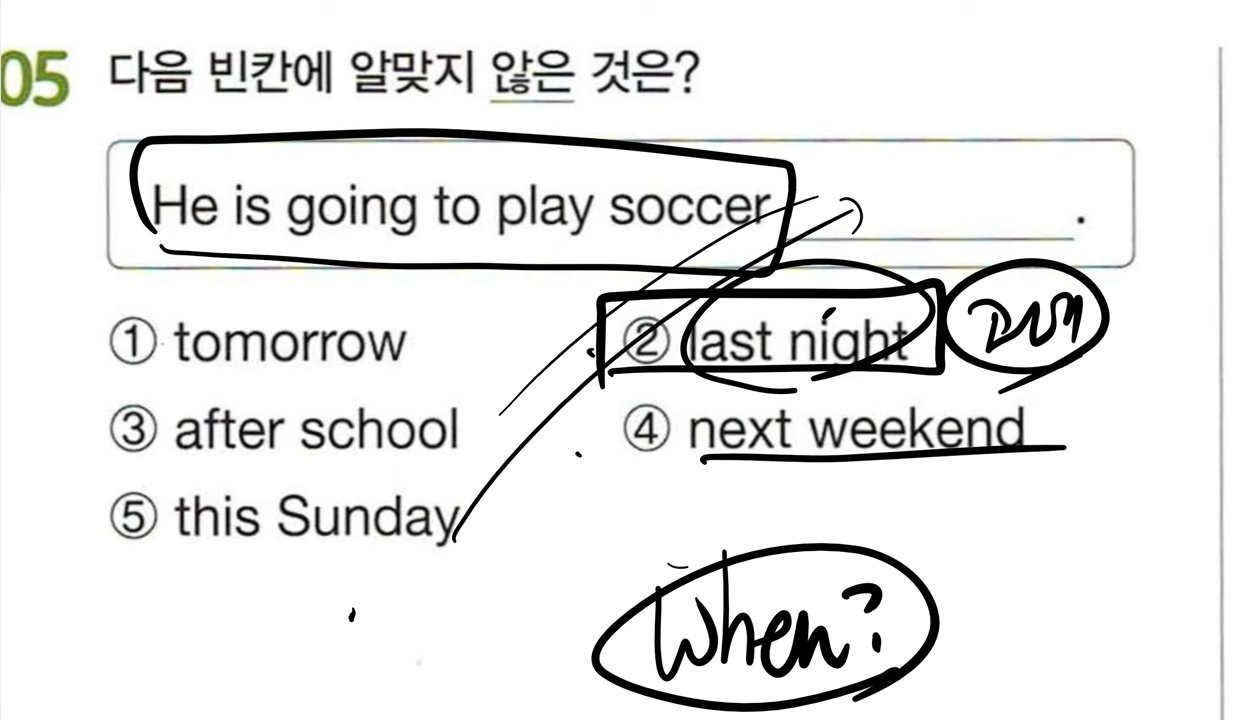 05 다음 빈칸에 알맞지 않은 것은?
He is going to play soccer .
① tomorrow ② last night
③ after school ④ next weekend
⑤ this Sunday
When?